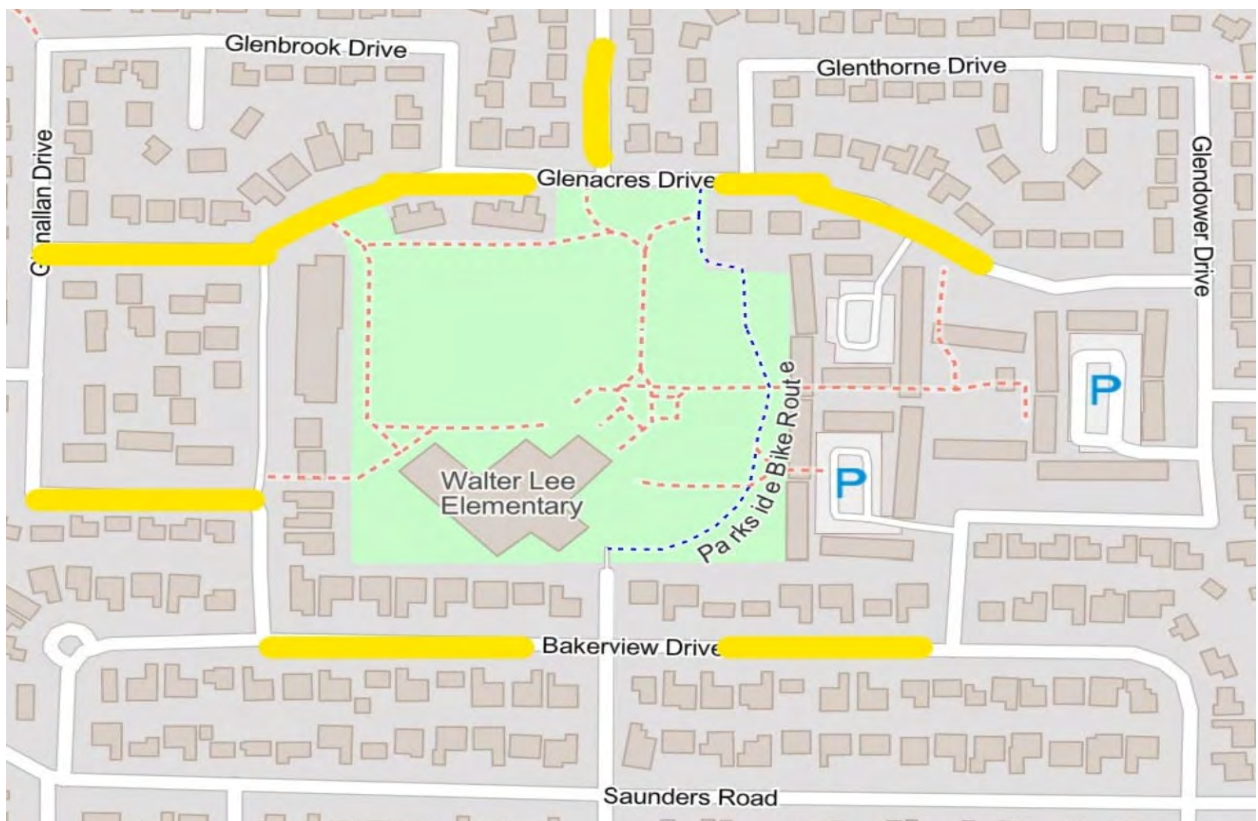 Glenbrook Drive
Glenthorne Drive
Glenallan Drive
Glenacres Drive
Glendower Drive
P
Parkside Bike Route
Walter Lee
Elementary
P
Bakerview Drive
Saunders Road